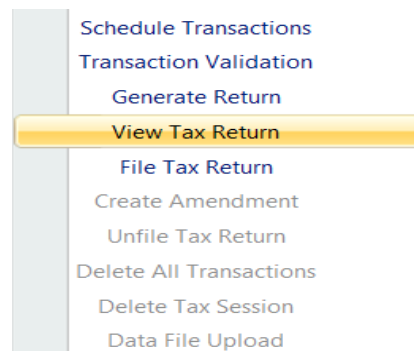 Schedule Transactions
Transaction Validation
Generate Return
View Tax Return
File Tax Return
Create Amendment
Unfile Tax Return
Delete All Transactions
Delete Tax Session
Data File Upload